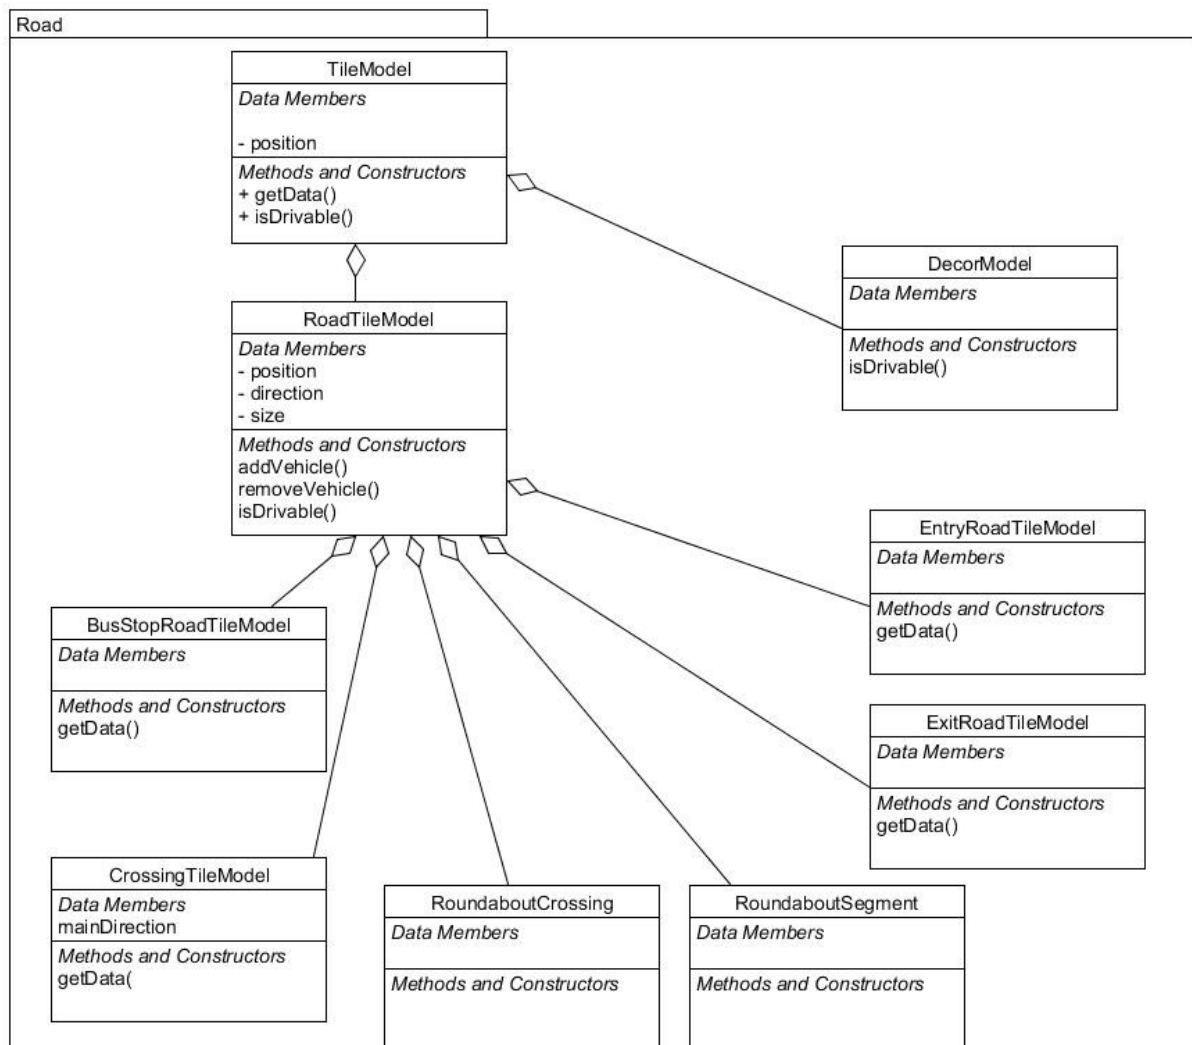 Road
TileModel
Data Members
- position
Methods and Constructors
+ getData()
+ isDrivable()
DecorModel
Data Members
Methods and Constructors
isDrivable()
RoadTileModel
Data Members
- position
- direction
- size
Methods and Constructors
addVehicle()
removeVehicle()
isDrivable()
EntryRoadTileModel
Data Members
Methods and Constructors
getData()
BusStopRoadTileModel
Data Members
Methods and Constructors
getData()
ExitRoadTileModel
Data Members
Methods and Constructors
getData()
CrossingTileModel
Data Members
mainDirection
Methods and Constructors
getData(
RoundaboutCrossing
Data Members
Methods and Constructors
RoundaboutSegment
Data Members
Methods and Constructors